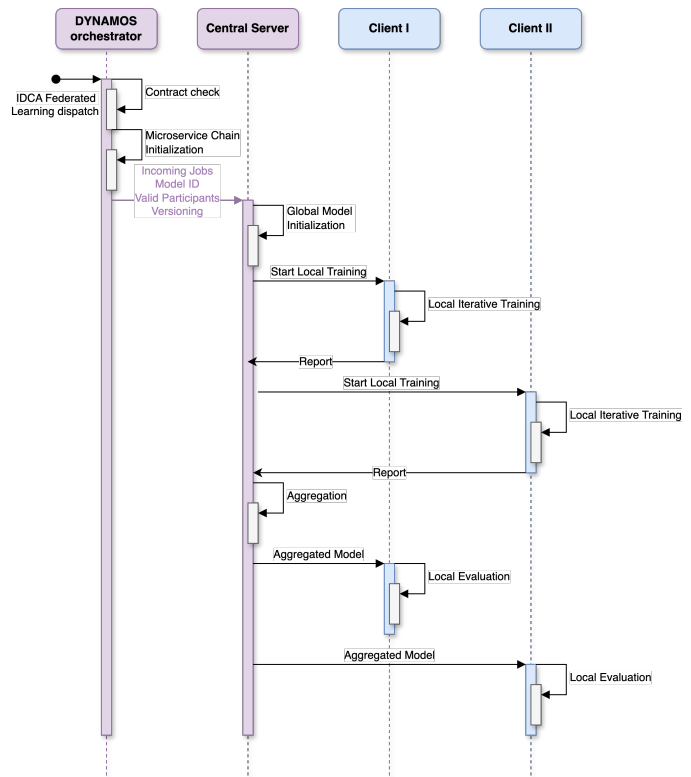 DYNAMOS
orchestrator
Central Server
Client I
Client II
IDCA Federated
Learning dispatch
Contract check
Microservice Chain
Initialization
Incoming Jobs
Model ID
Valid Participants
Versioning
Global Model
Initialization
Start Local Training
Local Iterative Training
Report
Start Local Training
Local Iterative Training
Report
Aggregation
Aggregated Model
Local Evaluation
Aggregated Model
Local Evaluation